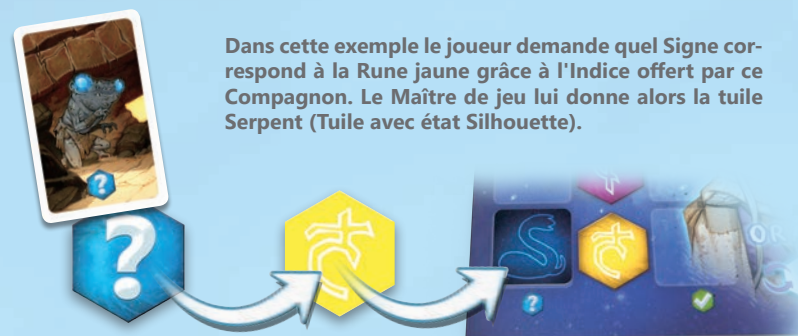 Dans cette exemple le joueur demande quel Signe cor-
respond à la Rune jaune grâce à l'Indice offert par ce
Compagnon. Le Maître de jeu lui donne alors la tuile
Serpent (Tuile avec état Silhouette).
?
?
?
OR